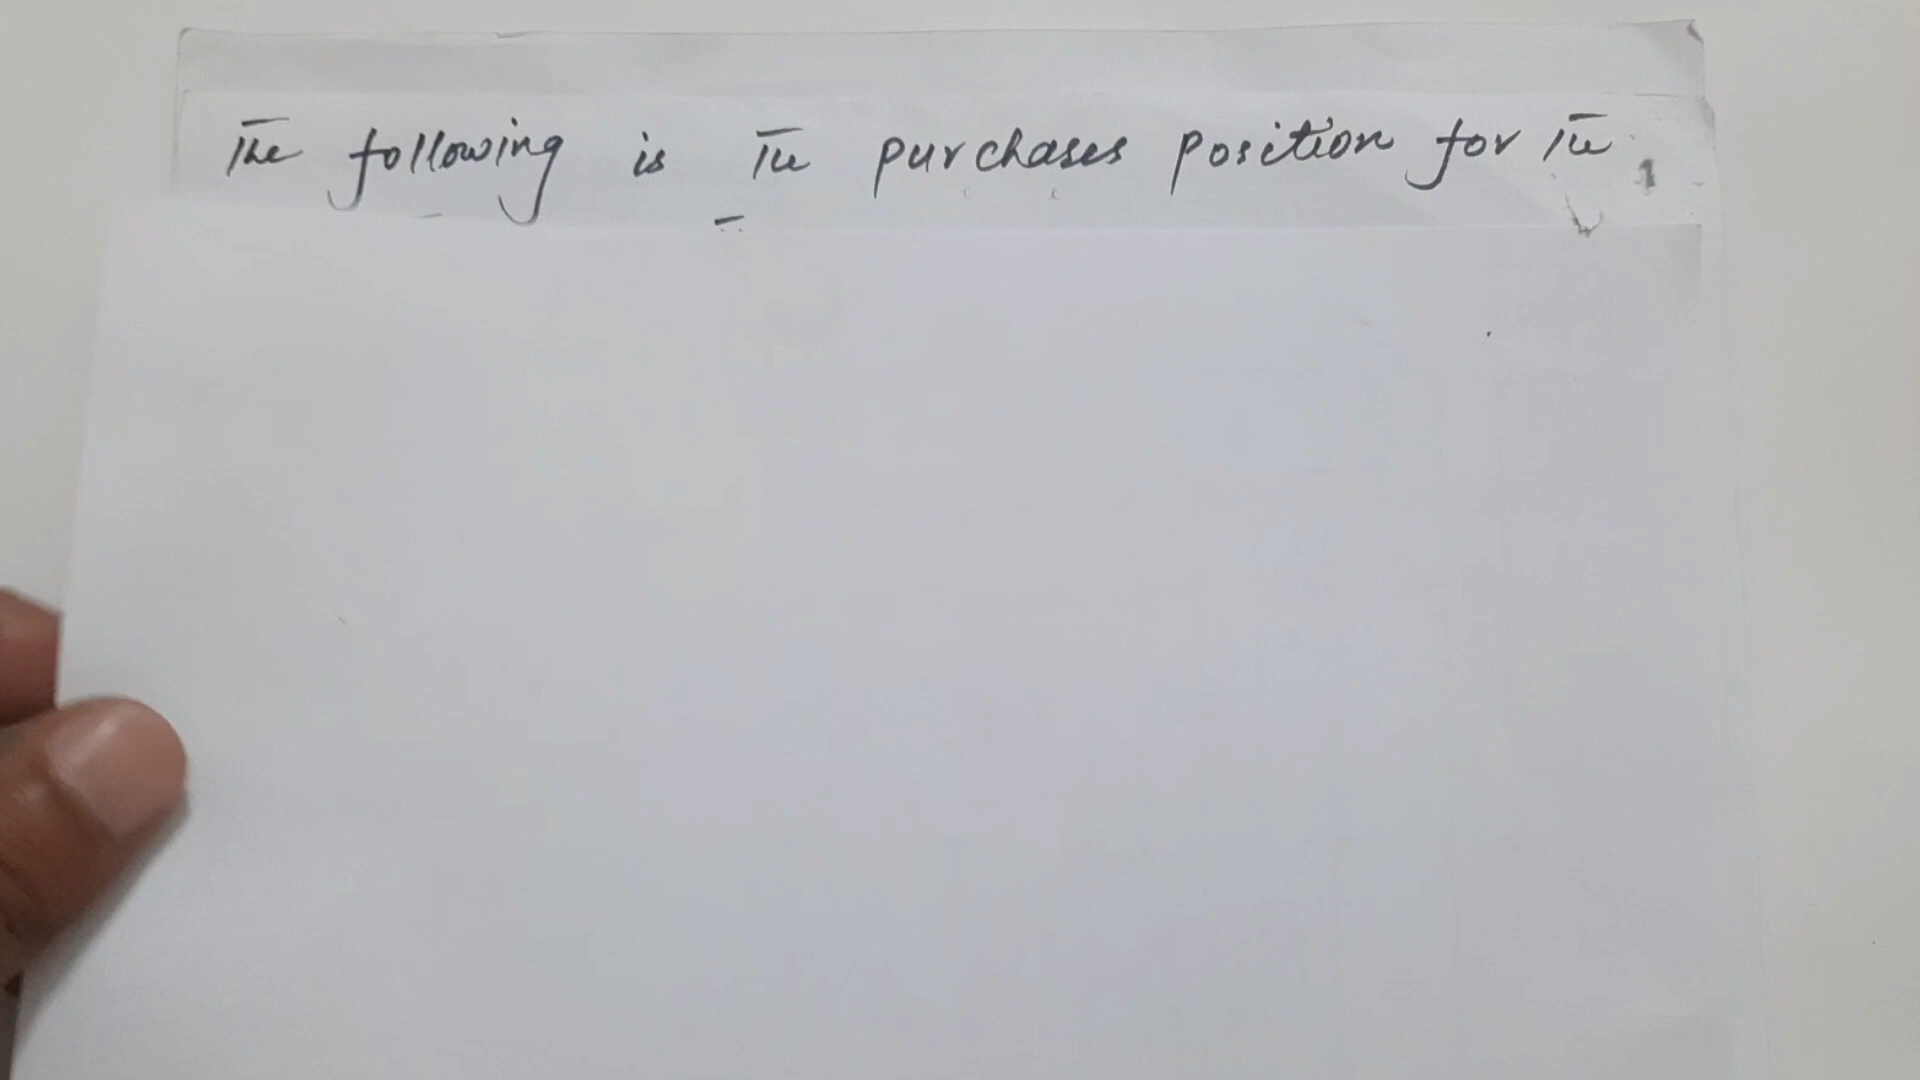 The following is the purchases position for the